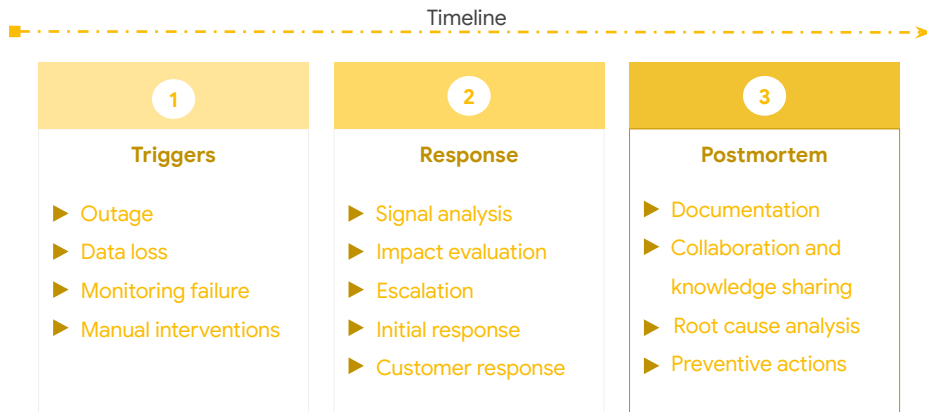 Timeline
1
Triggers
Outage
Data loss
Monitoring failure
Manual interventions
2
Response
Signal analysis
Impact evaluation
Escalation
Initial response
Customer response
3
Postmortem
Documentation
Collaboration and
knowledge sharing
Root cause analysis
Preventive actions